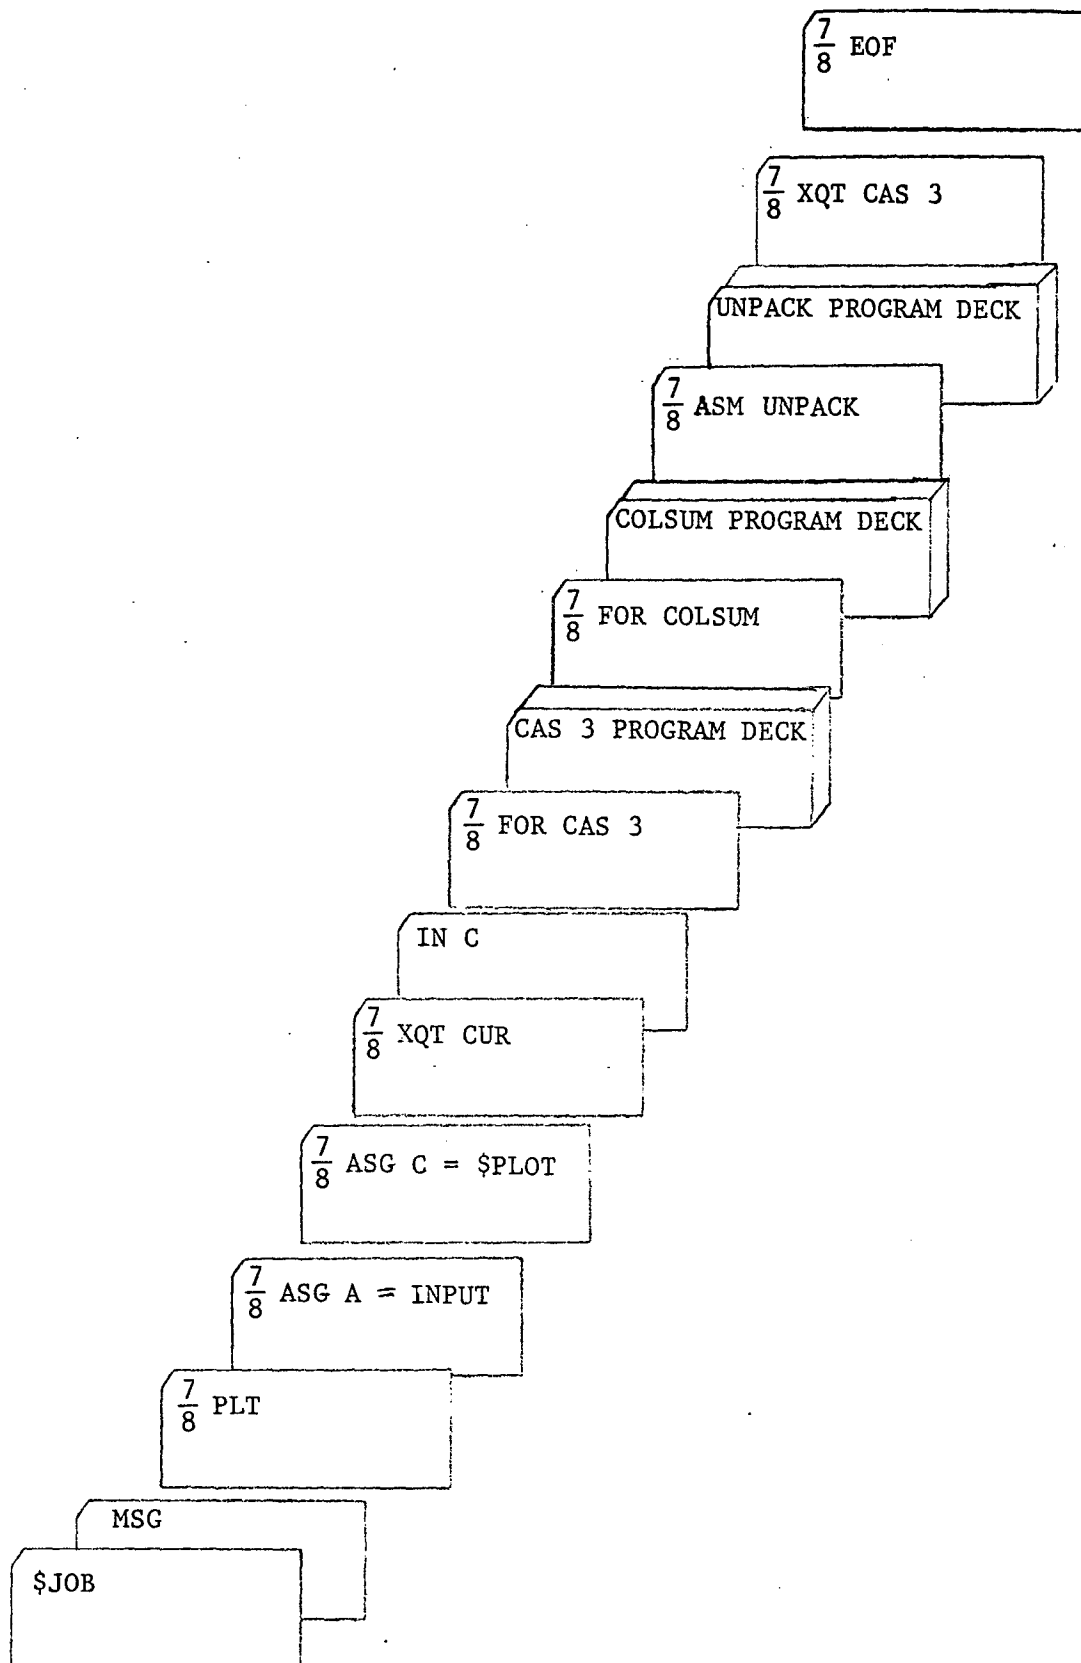 7/8 EOF
7/8 XQT CAS 3
UNPACK PROGRAM DECK
7/8 ASM UNPACK
COLSUM PROGRAM DECK
7/8 FOR COLSUM
CAS 3 PROGRAM DECK
7/8 FOR CAS 3
IN C
7/8 XQT CUR
7/8 ASG C = $PLOT
7/8 ASG A = INPUT
7/8 PLT
MSG
$JOB